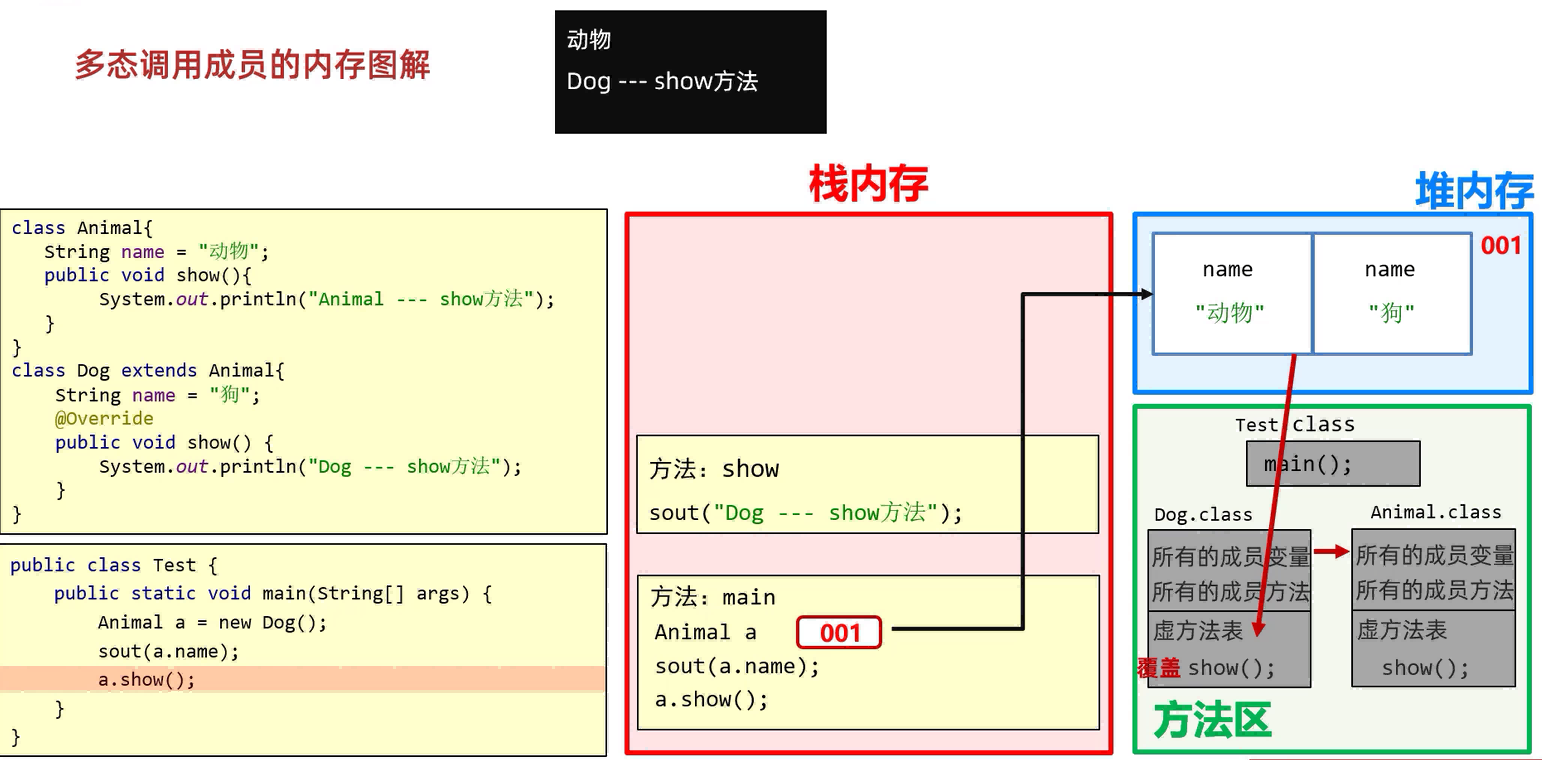 多态调用成员的内存图解
动物
Dog --- show方法
class Animal{
String name = "动物";
public void show(){
System.out.println("Animal --- show方法");
}
}
class Dog extends Animal{
String name = "狗";
@Override
public void show() {
System.out.println("Dog --- show方法");
}
}
public class Test {
public static void main(String[] args) {
Animal a = new Dog();
sout(a.name);
a.show();
}
}
栈内存
方法：show
sout("Dog --- show方法");
方法：main
Animal a 001
sout(a.name);
a.show();
堆内存
001
name name
"动物" "狗"
Test.class
main();
Dog.class
所有的成员变量
所有的成员方法
虚方法表
覆盖 show();
Animal.class
所有的成员变量
所有的成员方法
虚方法表
show();
方法区